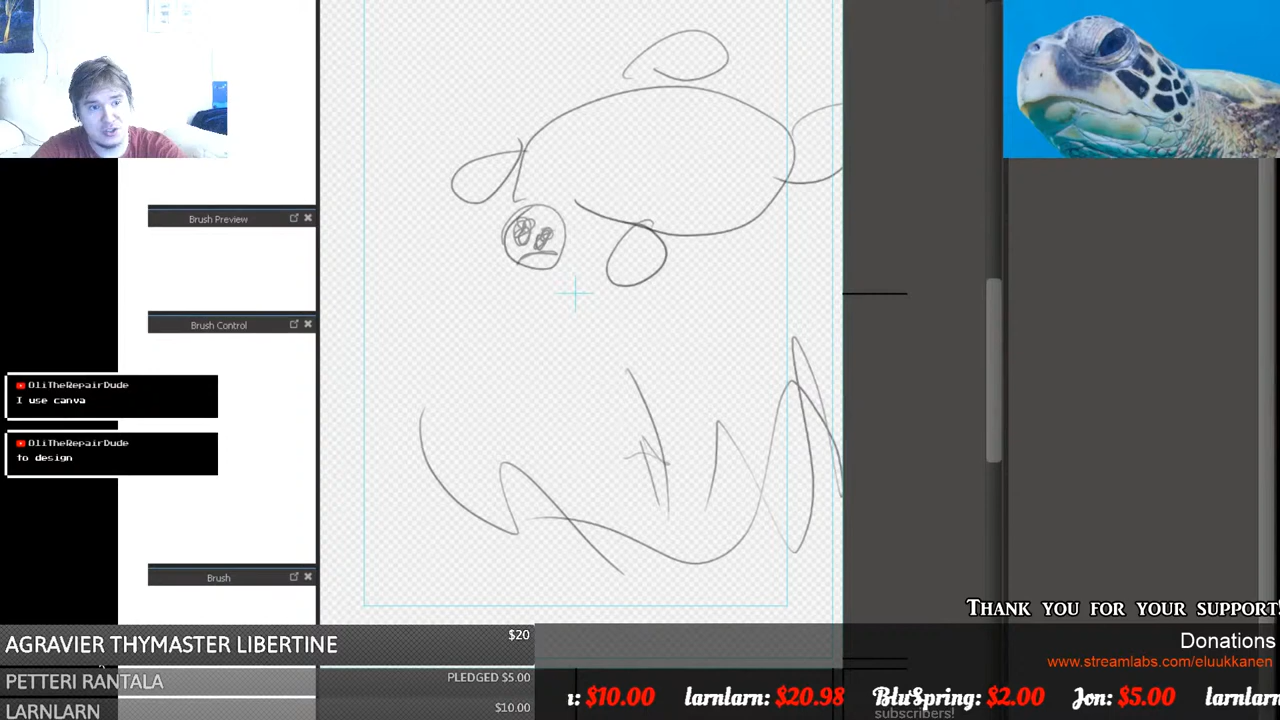 Brush Preview
Brush Control
OliTheRepairDude
I use canva
OliTheRepairDude
to design
Brush
THANK YOU FOR YOUR SUPPORT!
AGRAVIER THYMASTER LIBERTINE $20
Donations
www.streamlabs.com/eluukkanen
PETTERI RANTALA PLEDGED $5.00
: $10.00 larnlarn: $20.98 BluSpring: $2.00 Jon: $5.00 larnlarn
LARNLARN $10.00
subscribers!